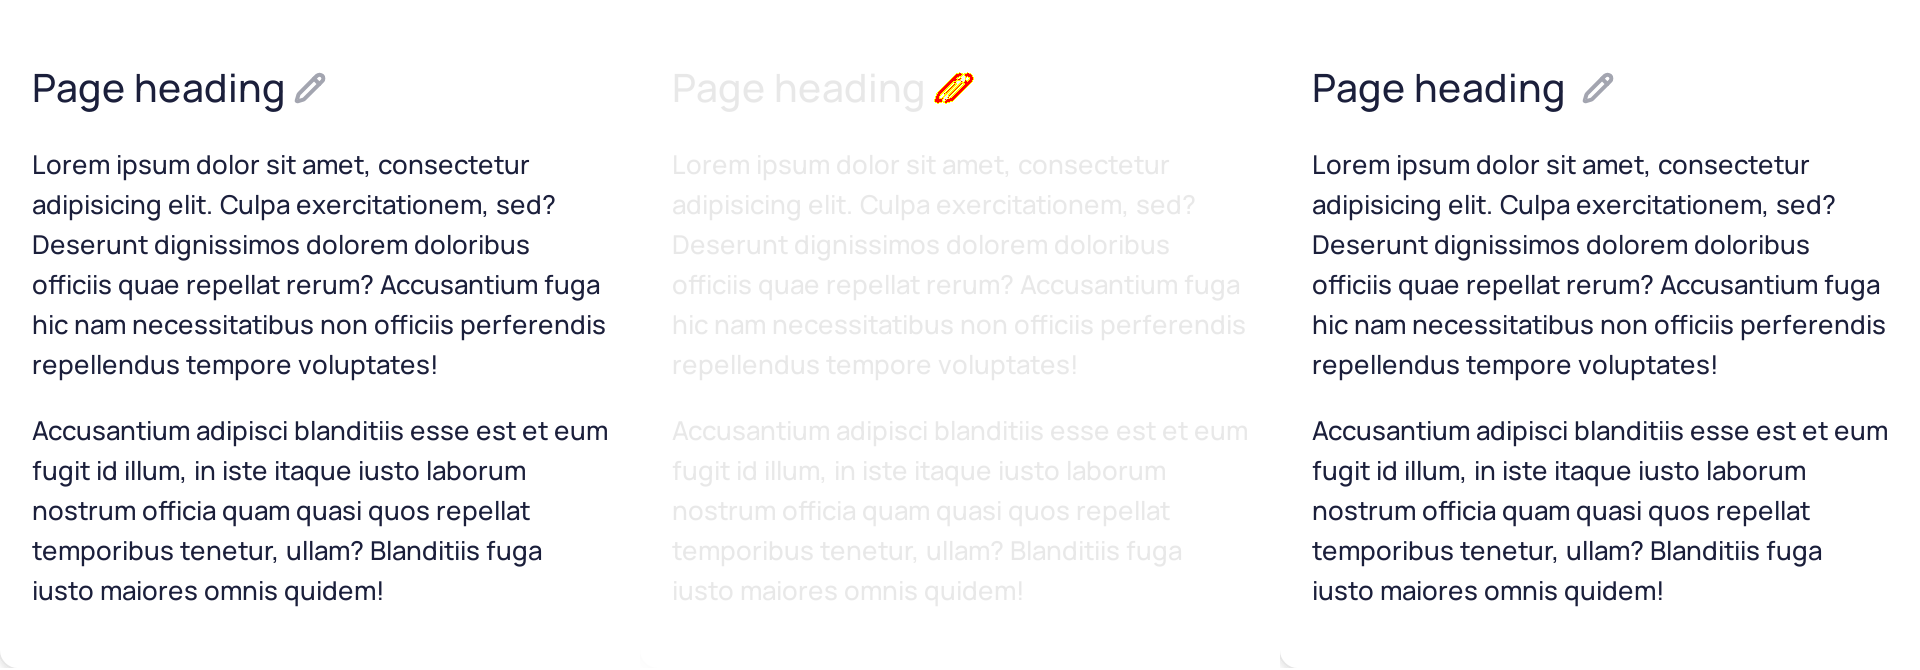 Page heading
Lorem ipsum dolor sit amet, consectetur
adipisicing elit. Culpa exercitationem, sed?
Deserunt dignissimos dolorem doloribus
officiis quae repellat rerum? Accusantium fuga
hic nam necessitatibus non officiis perferendis
repellendus tempore voluptates!
Accusantium adipisci blanditiis esse est et eum
fugit id illum, in iste itaque iusto laborum
nostrum officia quam quasi quos repellat
temporibus tenetur, ullam? Blanditiis fuga
iusto maiores omnis quidem!
Page heading
Lorem ipsum dolor sit amet, consectetur
adipisicing elit. Culpa exercitationem, sed?
Deserunt dignissimos dolorem doloribus
officiis quae repellat rerum? Accusantium fuga
hic nam necessitatibus non officiis perferendis
repellendus tempore voluptates!
Accusantium adipisci blanditiis esse est et eum
fugit id illum, in iste itaque iusto laborum
nostrum officia quam quasi quos repellat
temporibus tenetur, ullam? Blanditiis fuga
iusto maiores omnis quidem!
Page heading
Lorem ipsum dolor sit amet, consectetur
adipisicing elit. Culpa exercitationem, sed?
Deserunt dignissimos dolorem doloribus
officiis quae repellat rerum? Accusantium fuga
hic nam necessitatibus non officiis perferendis
repellendus tempore voluptates!
Accusantium adipisci blanditiis esse est et eum
fugit id illum, in iste itaque iusto laborum
nostrum officia quam quasi quos repellat
temporibus tenetur, ullam? Blanditiis fuga
iusto maiores omnis quidem!